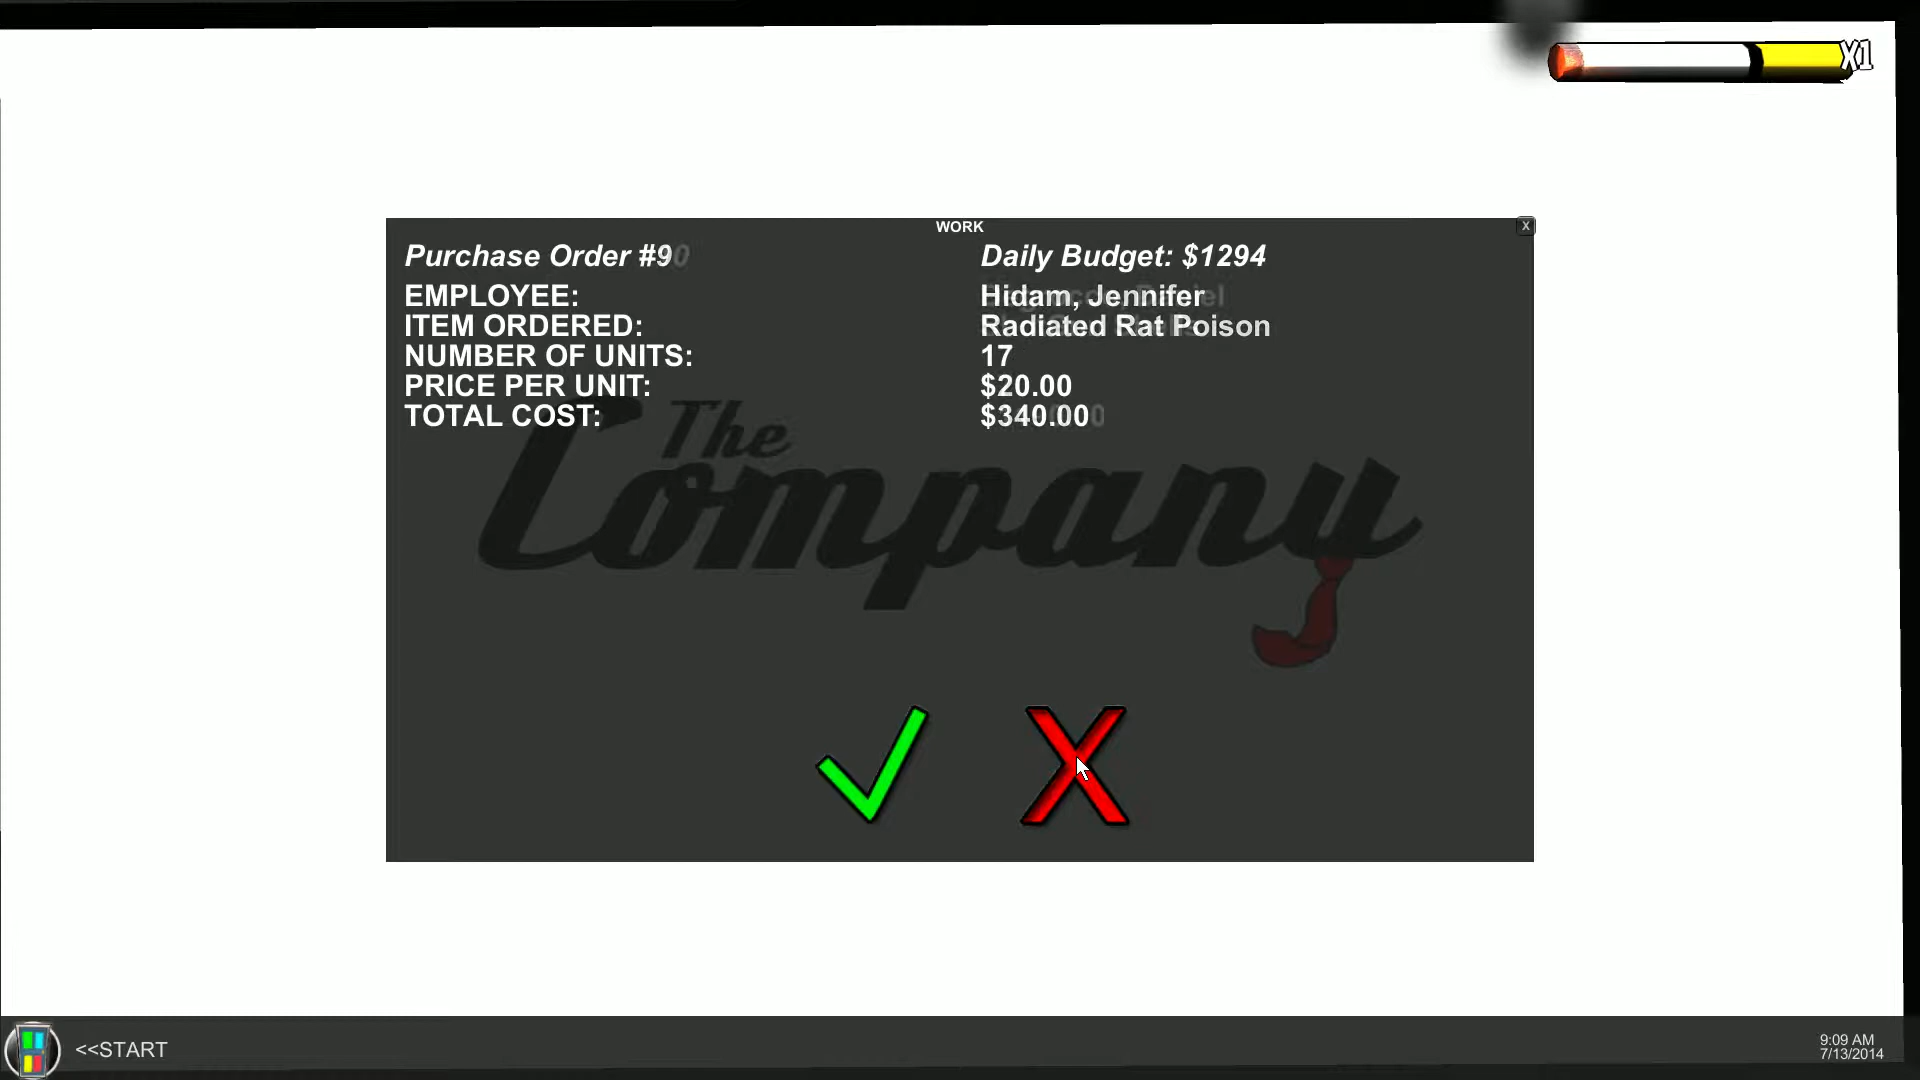 X1
WORK
X
Purchase Order #9
Daily Budget: $1294
EMPLOYEE: Hidam, Jennifer
ITEM ORDERED: Radiated Rat Poison
NUMBER OF UNITS: 17
PRICE PER UNIT: $20.00
TOTAL COST: $340.00
The
Company
<<START
9:09 AM
7/13/2014